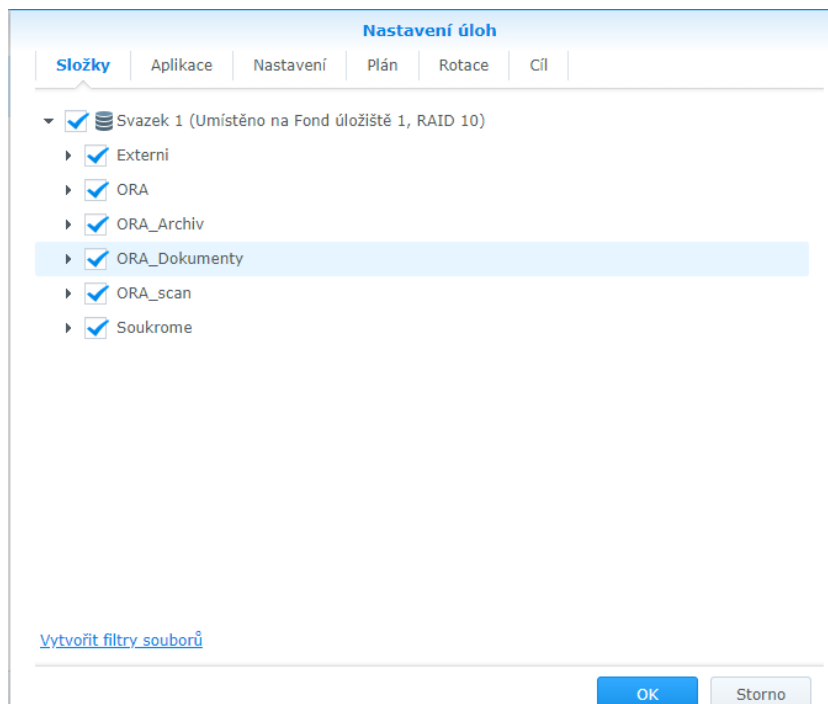 Nastavení úloh
Složky Aplikace Nastavení Plán Rotace Cíl
Svazek 1 (Umístěno na Fond úložiště 1, RAID 10)
Externi
ORA
ORA_Archiv
ORA_Dokumenty
ORA_scan
Soukrome
Vytvořit filtry souborů
OK Storno